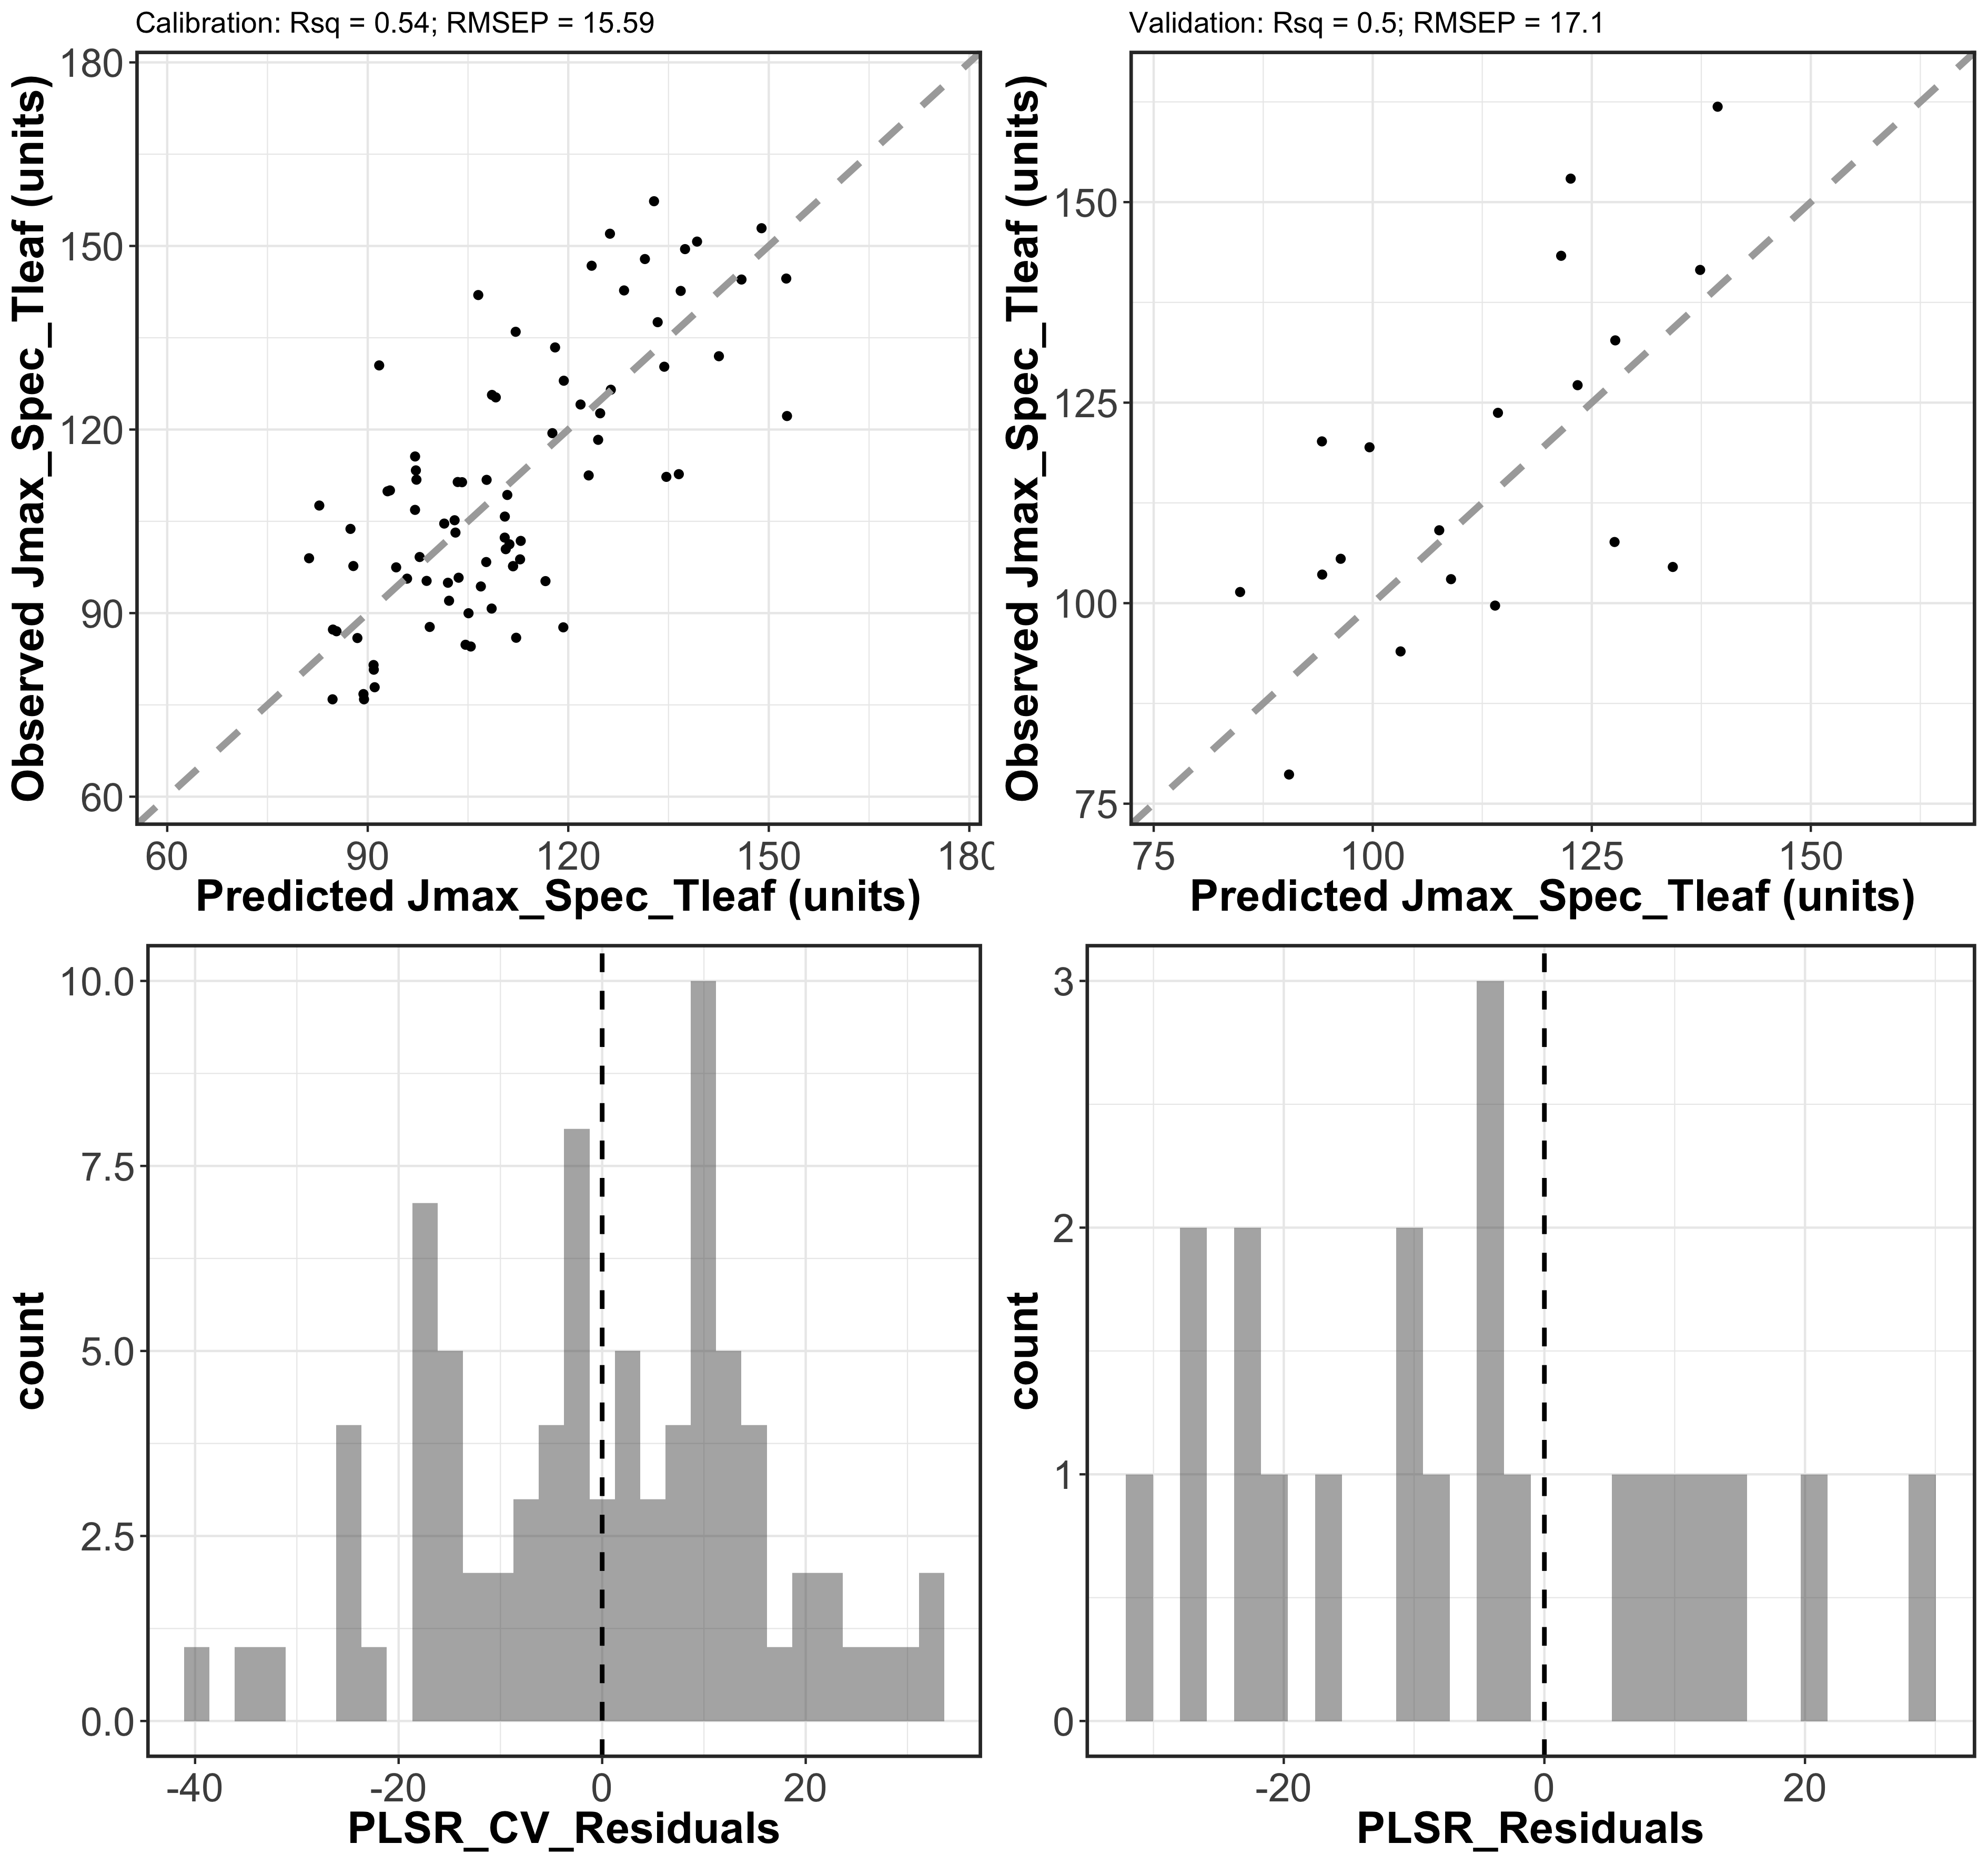 Calibration: Rsq = 0.54; RMSEP = 15.59
180
150
120
90
60
Observed Jmax_Spec_Tleaf (units)
60 90 120 150 180
Predicted Jmax_Spec_Tleaf (units)
Validation: Rsq = 0.5; RMSEP = 17.1
150
125
100
75
Observed Jmax_Spec_Tleaf (units)
75 100 125 150
Predicted Jmax_Spec_Tleaf (units)
10.0
7.5
5.0
2.5
0.0
count
-40 -20 0 20
PLSR_CV_Residuals
3
2
1
0
count
-20 0 20
PLSR_Residuals